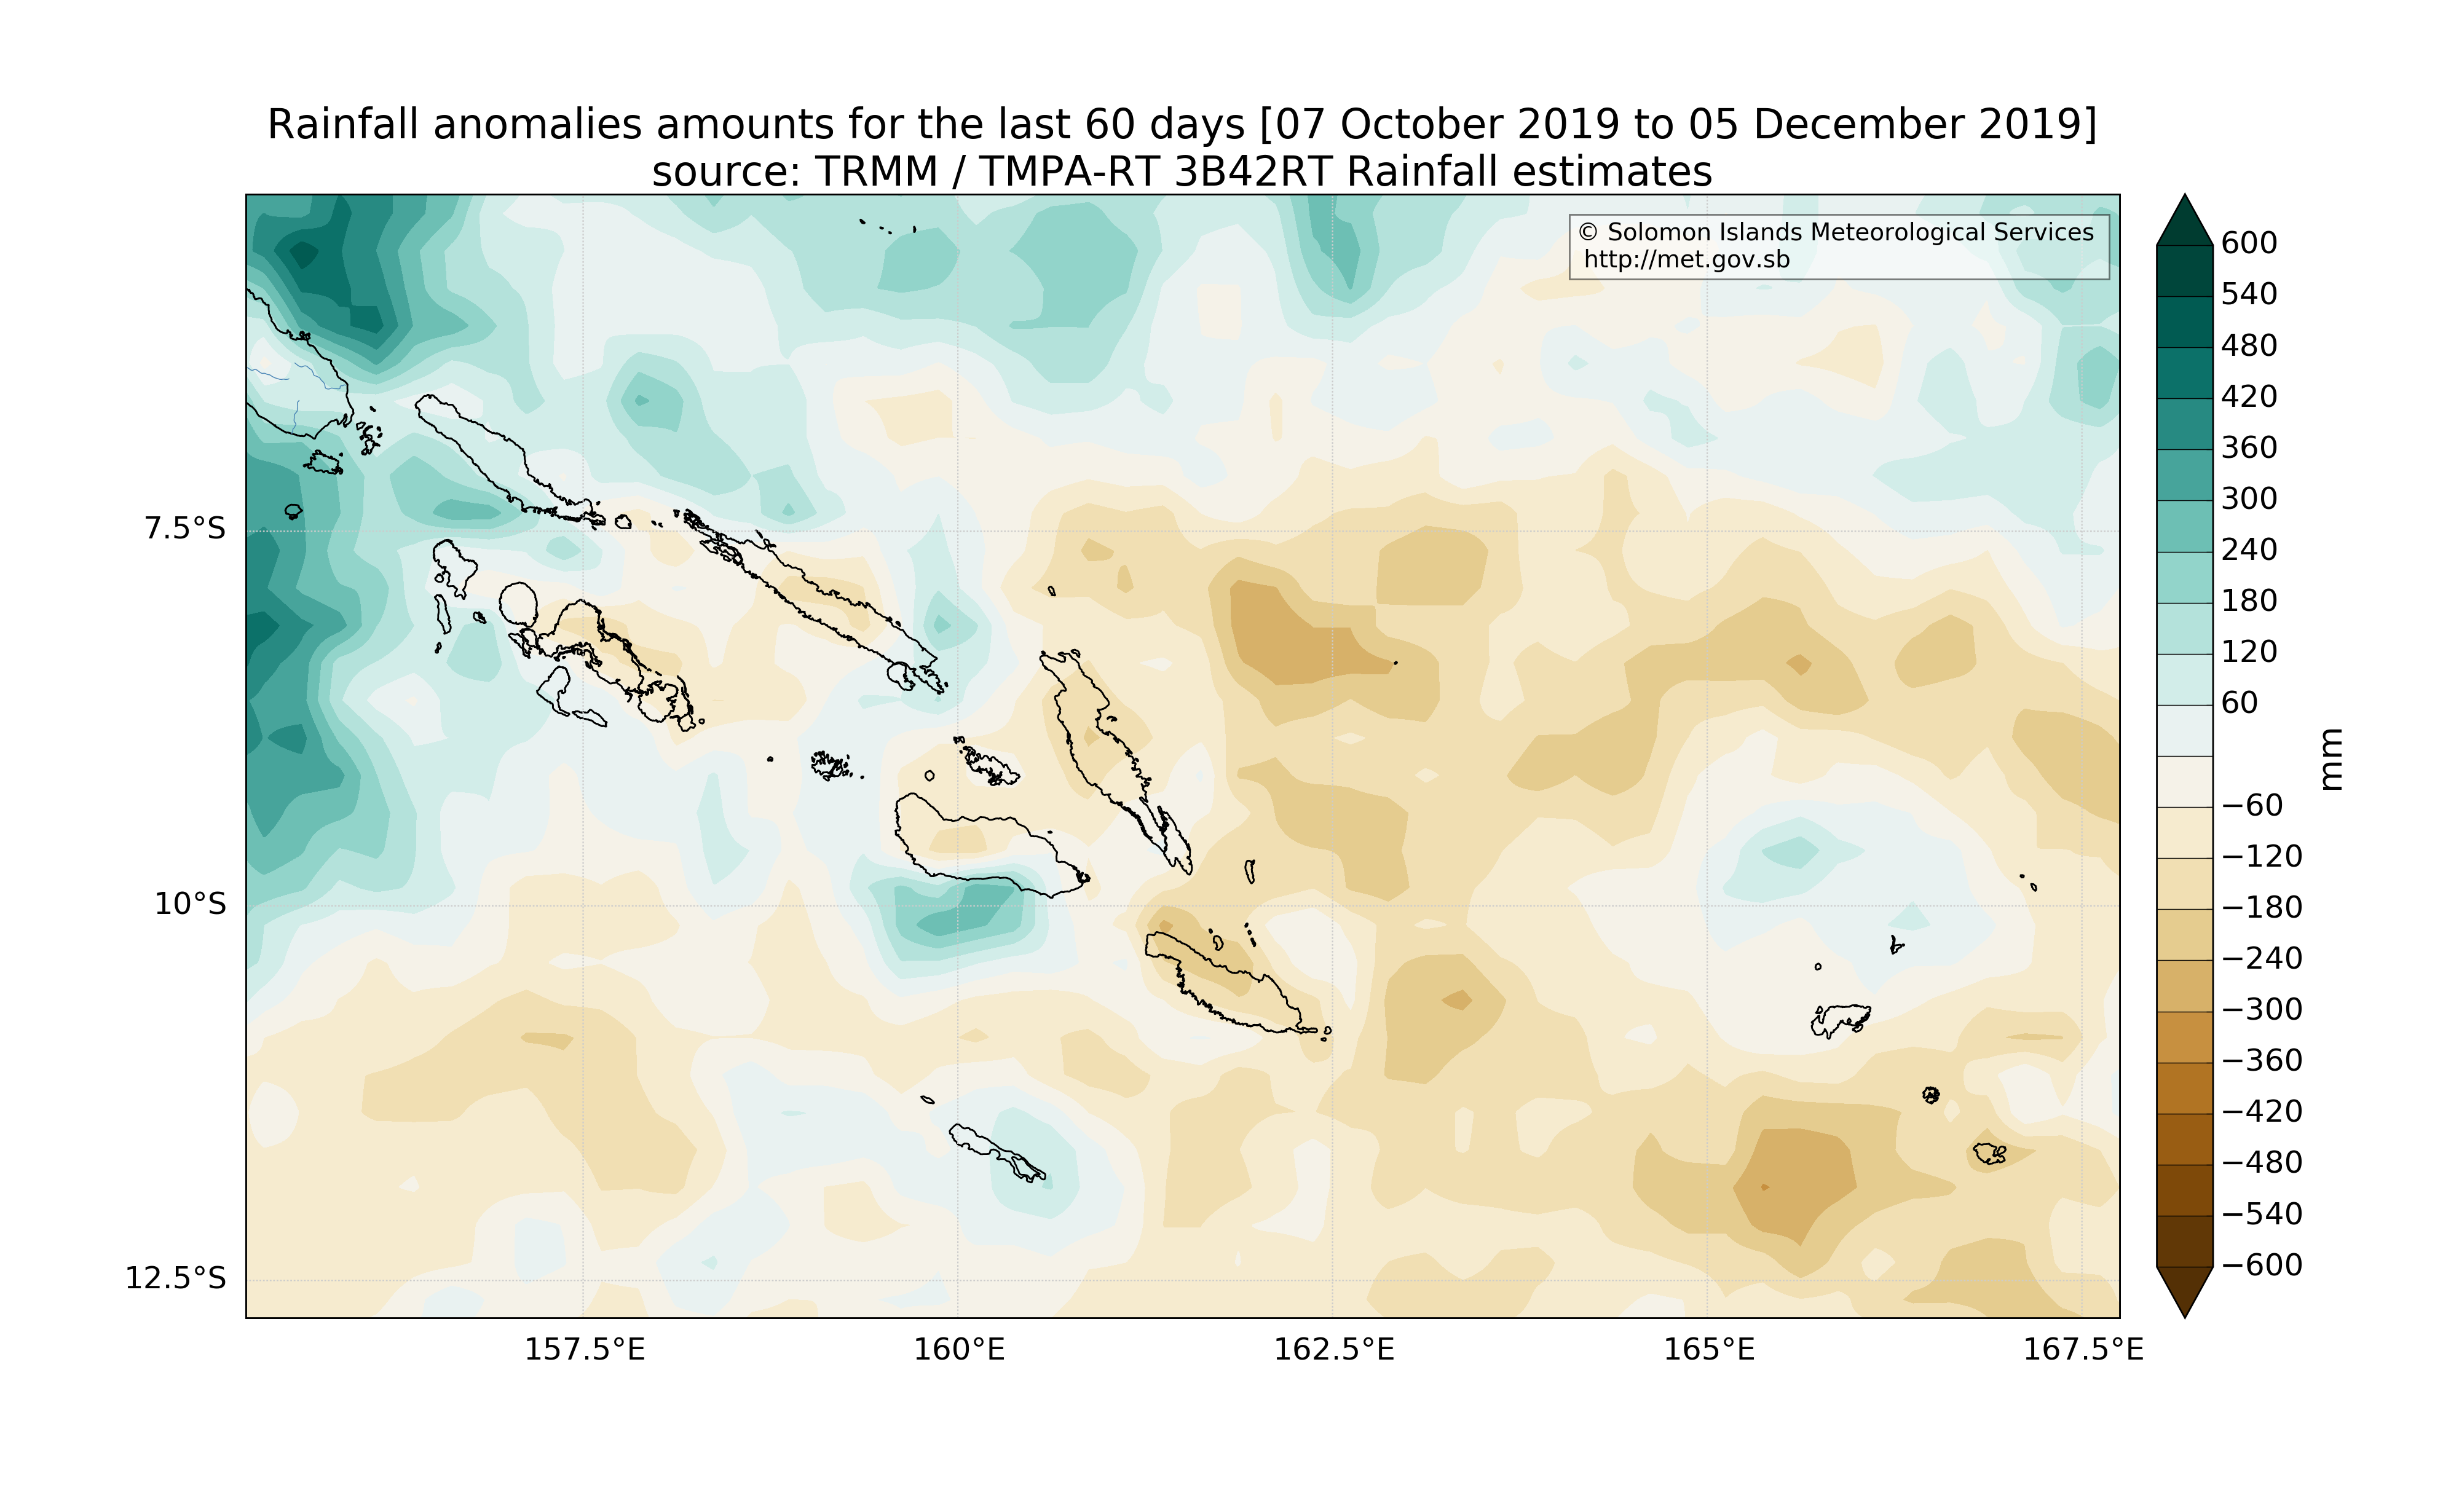 Rainfall anomalies amounts for the last 60 days [07 October 2019 to 05 December 2019]
source: TRMM / TMPA-RT 3B42RT Rainfall estimates
© Solomon Islands Meteorological Services
http://met.gov.sb
7.5°S
10°S
12.5°S
157.5°E
160°E
162.5°E
165°E
167.5°E
600
540
480
420
360
300
240
180
120
60
−60
−120
−180
−240
−300
−360
−420
−480
−540
−600
mm